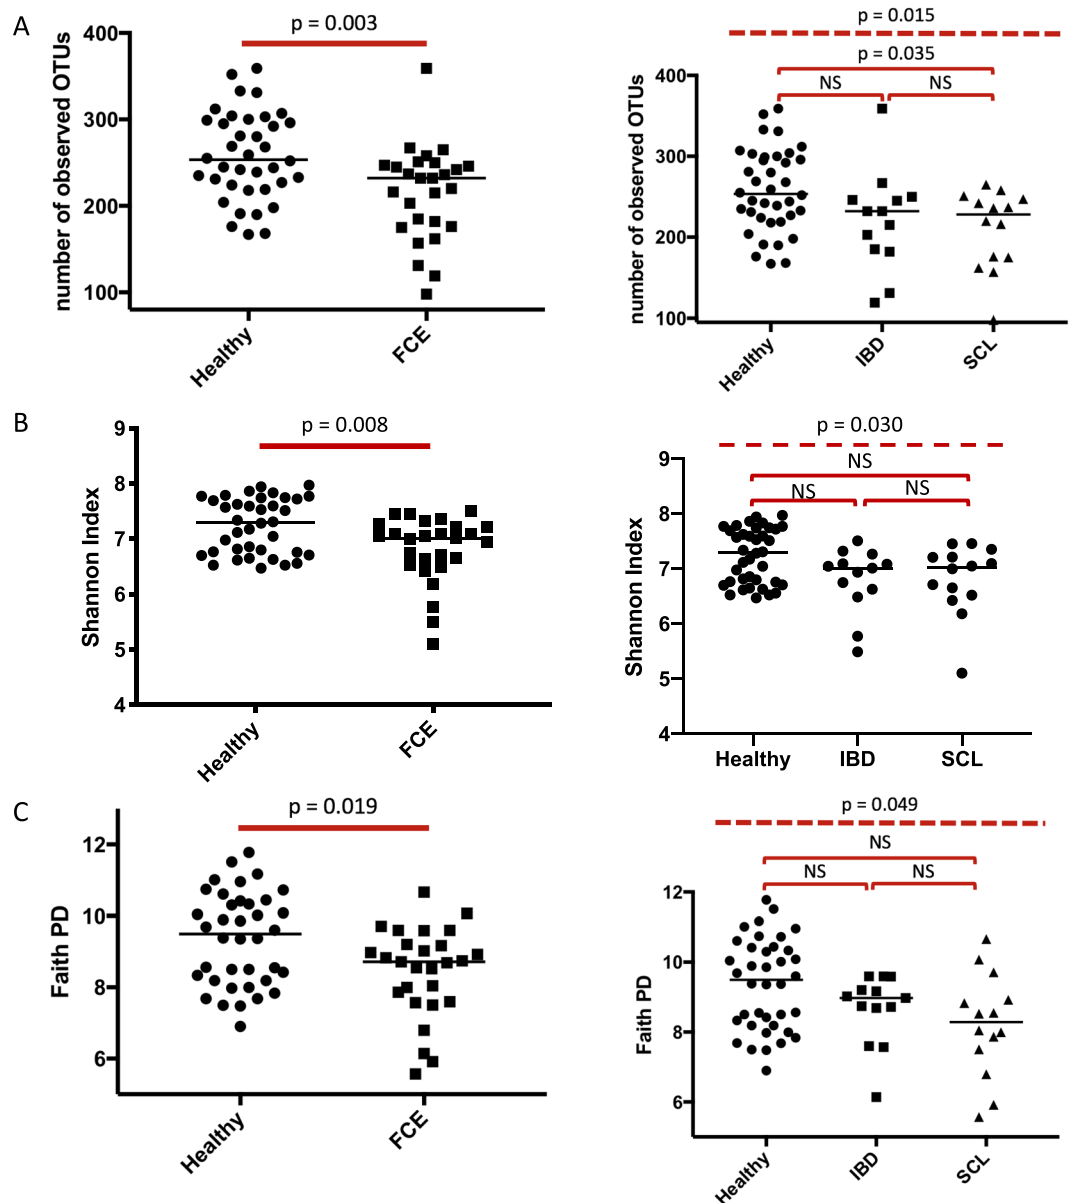 A
p = 0.003
number of observed OTUs
400
300
200
100
Healthy
FCE
p = 0.015
p = 0.035
NS
NS
number of observed OTUs
400
300
200
100
Healthy
IBD
SCL
B
p = 0.008
Shannon Index
9
8
7
6
5
4
Healthy
FCE
p = 0.030
NS
NS
NS
Shannon Index
9
8
7
6
5
4
Healthy
IBD
SCL
C
p = 0.019
Faith PD
12
10
8
6
Healthy
FCE
p = 0.049
NS
NS
NS
Faith PD
12
10
8
6
Healthy
IBD
SCL